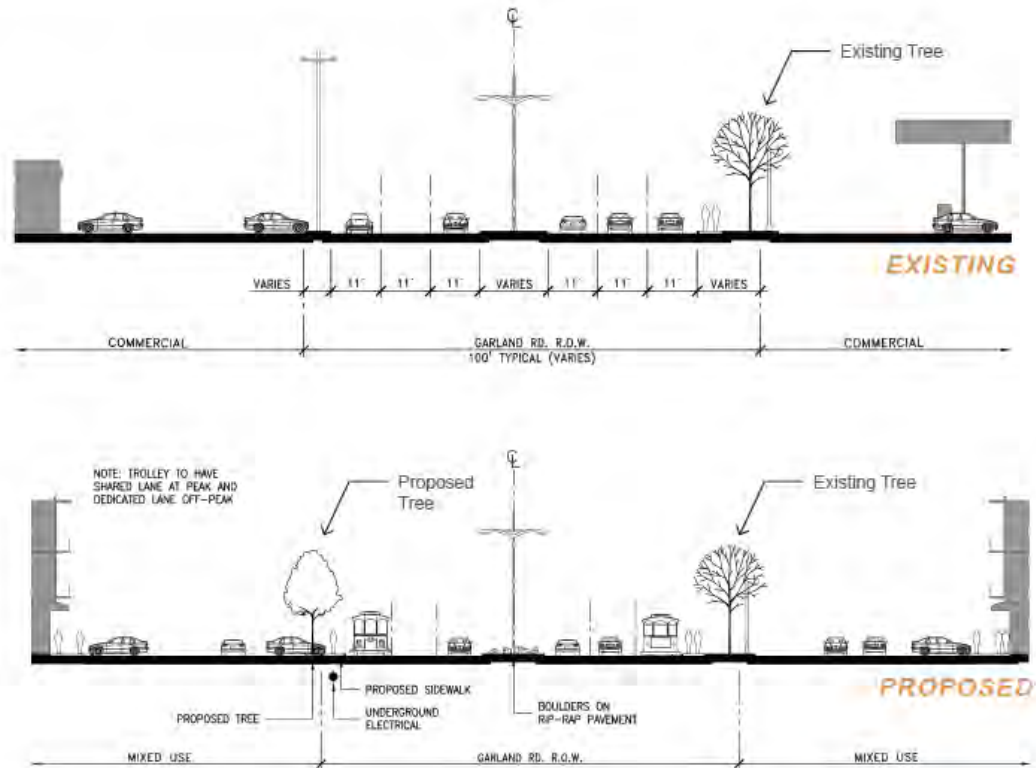 ℄
Existing Tree
EXISTING
VARIES 11' 11' 11' VARIES 11' 11' 11' VARIES
COMMERCIAL
GARLAND RD. R.O.W.
100' TYPICAL (VARIES)
COMMERCIAL
℄
NOTE: TROLLEY TO HAVE
SHARED LANE AT PEAK AND
DEDICATED LANE OFF-PEAK
Proposed
Tree
Existing Tree
PROPOSED
PROPOSED SIDEWALK
PROPOSED TREE
UNDERGROUND
ELECTRICAL
BOULDERS ON
RIP-RAP PAVEMENT
MIXED USE
GARLAND RD. R.O.W.
MIXED USE